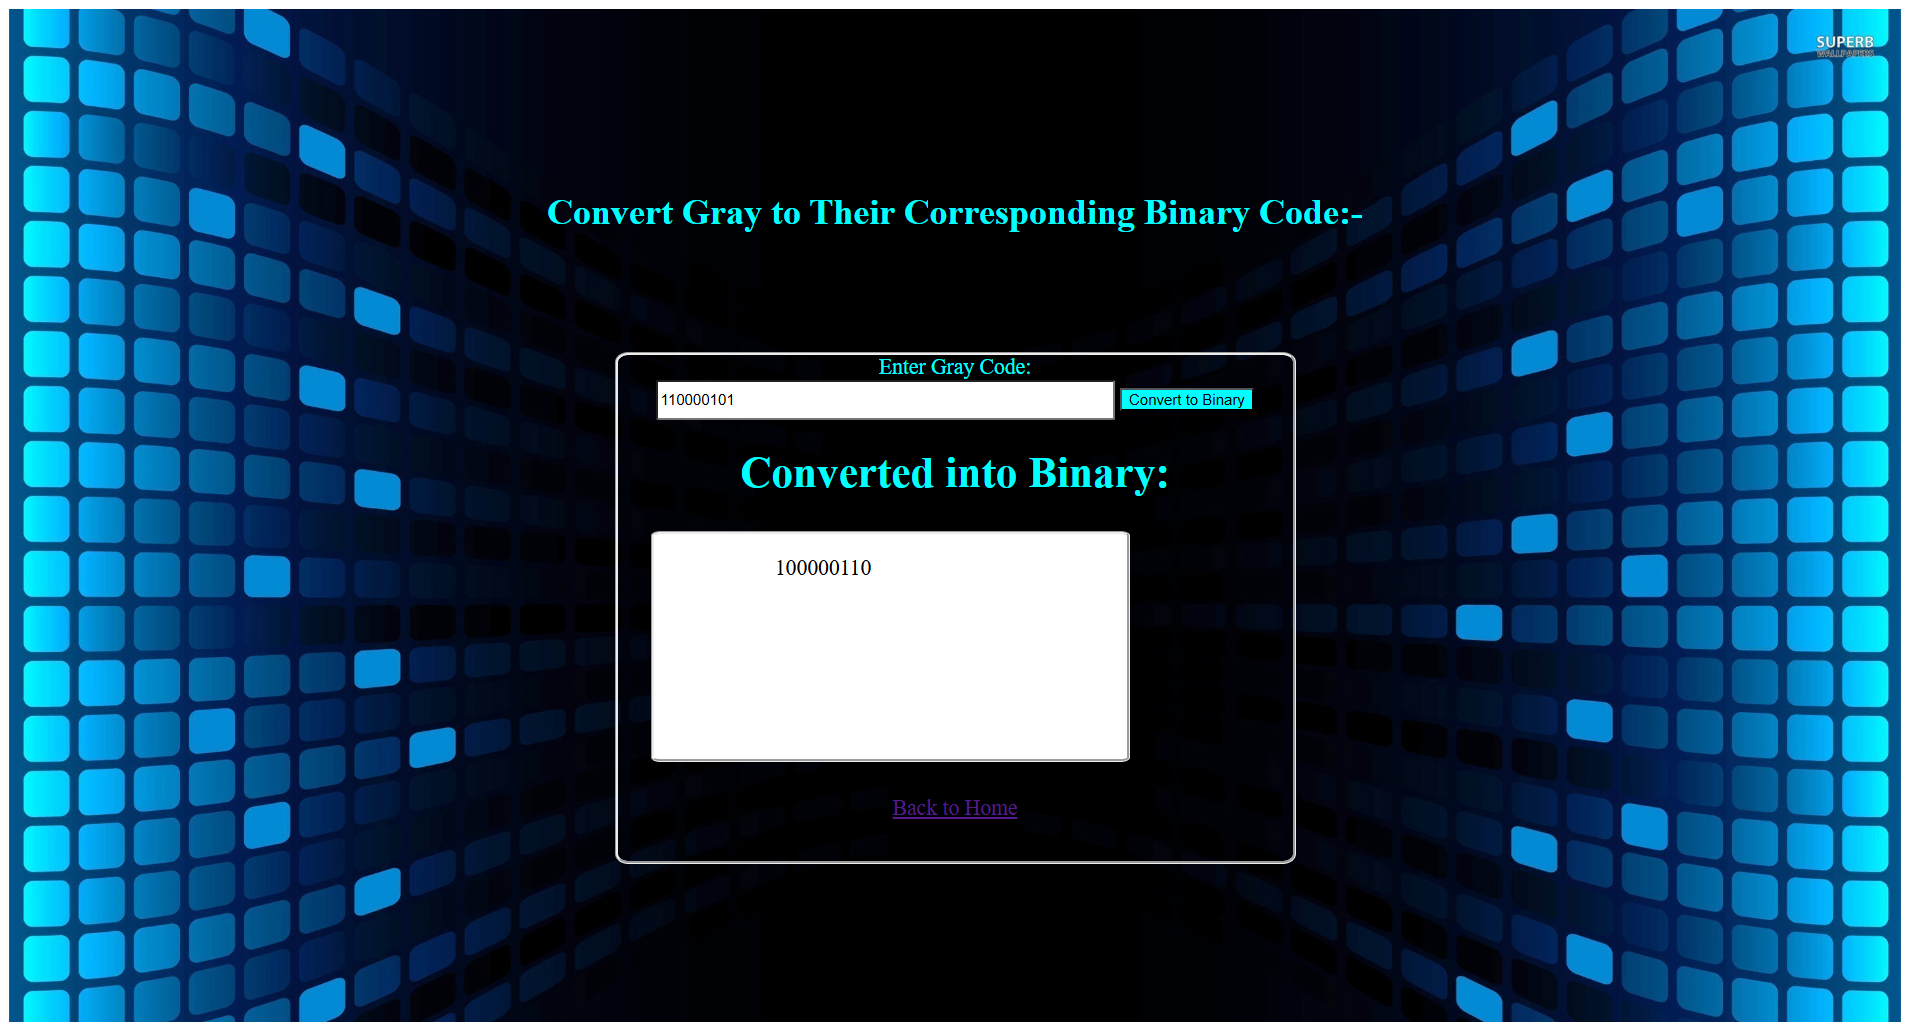 SUPERB
WALLPAPERS
Convert Gray to Their Corresponding Binary Code:-
Enter Gray Code:
110000101
Convert to Binary
Converted into Binary:
100000110
Back to Home